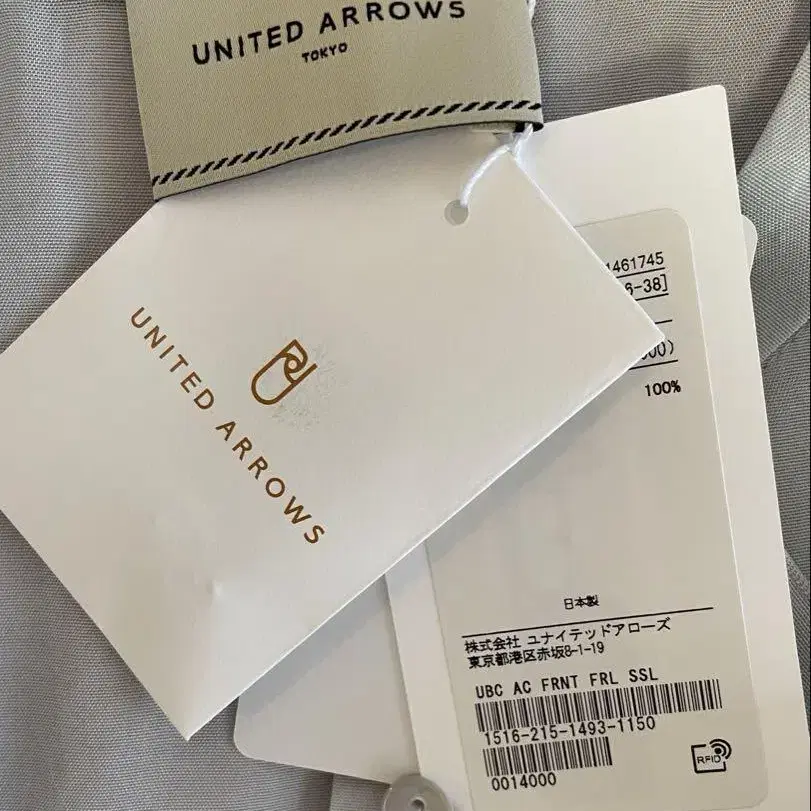 UNITED ARROWS
TOKYO
UNITED ARROWS
1461745
6-38]
00)
100%
日本製
株式会社 ユナイテッドアローズ
東京都港区赤坂8-1-19
UBC AC FRNT FRL SSL
1516-215-1493-1150
0014000
RFID